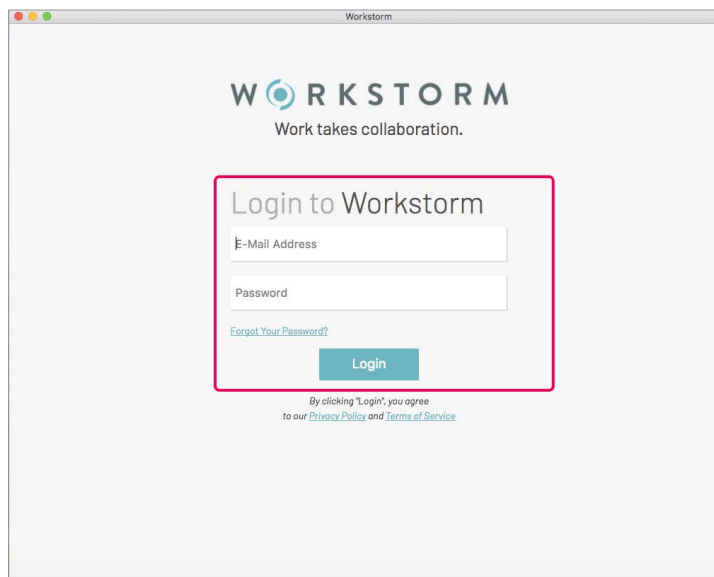 Workstorm
WORKSTORM
Work takes collaboration.
Login to Workstorm
E-Mail Address
Password
Forgot Your Password?
Login
By clicking "Login", you agree
to our Privacy Policy and Terms of Service